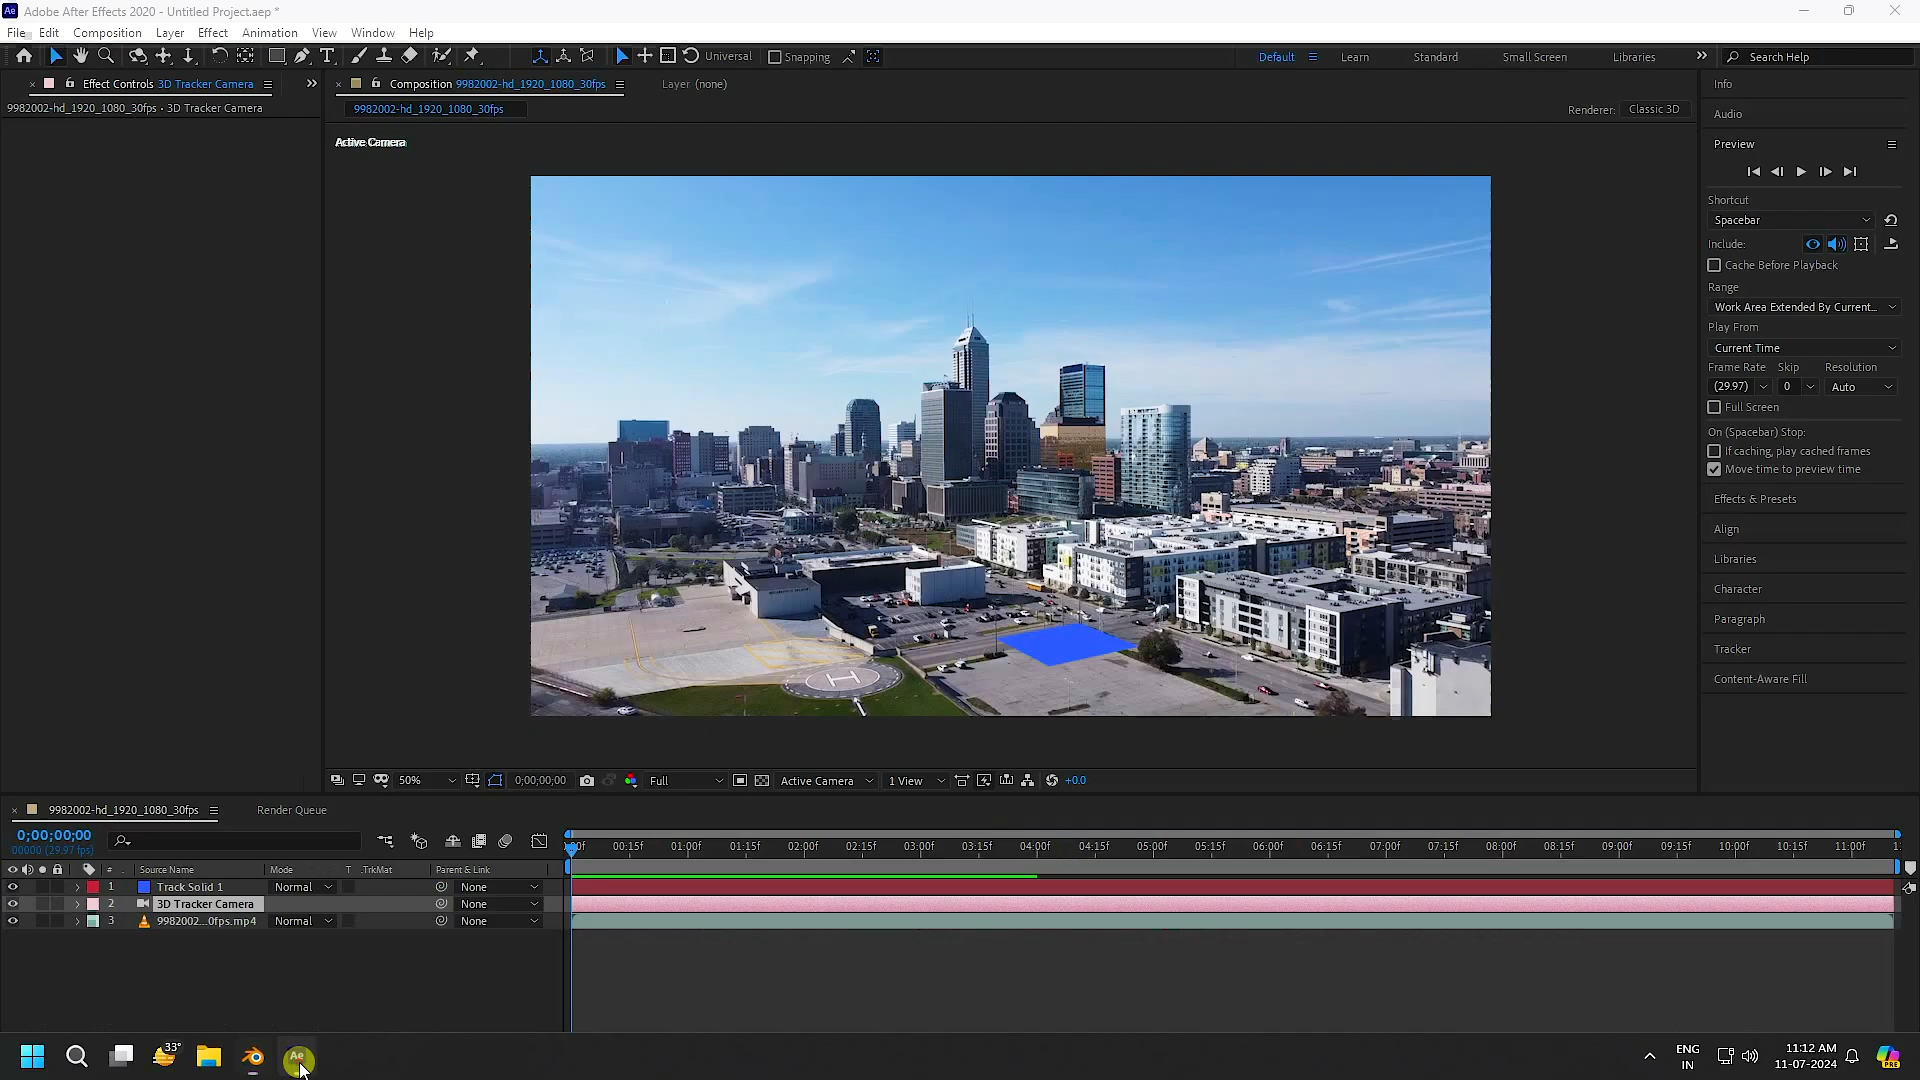 Ae Adobe After Effects 2020 - Untitled Project.aep *
File Edit Composition Layer Effect Animation View Window Help
Universal Snapping Default Learn Standard Small Screen Libraries Search Help
Effect Controls 3D Tracker Camera
Composition 9982002-hd_1920_1080_30fps Layer (none)
9982002-hd_1920_1080_30fps • 3D Tracker Camera
9982002-hd_1920_1080_30fps
Renderer: Classic 3D
Active Camera
Info
Audio
Preview
Shortcut
Spacebar
Include:
Cache Before Playback
Range
Work Area Extended By Current...
Play From
Current Time
Frame Rate Skip Resolution
(29.97) 0 Auto
Full Screen
On (Spacebar) Stop:
If caching, play cached frames
Move time to preview time
Effects & Presets
Align
Libraries
Character
Paragraph
Tracker
Content-Aware Fill
H
50% 0;00;00;00 Full Active Camera 1 View +0.0
9982002-hd_1920_1080_30fps Render Queue
0;00;00;00
00000 (29.97 fps)
00:15f 01:00f 01:15f 02:00f 02:15f 03:00f 03:15f 04:00f 04:15f 05:00f 05:15f 06:00f 06:15f 07:00f 07:15f 08:00f 08:15f 09:00f 09:15f 10:00f 10:15f 11:00f
# Source Name Mode T .TrkMat Parent & Link
1 Track Solid 1 Normal None
2 3D Tracker Camera None
3 9982002...0fps.mp4 Normal None
33°
Ae
ENG
IN
11:12 AM
11-07-2024
PRE